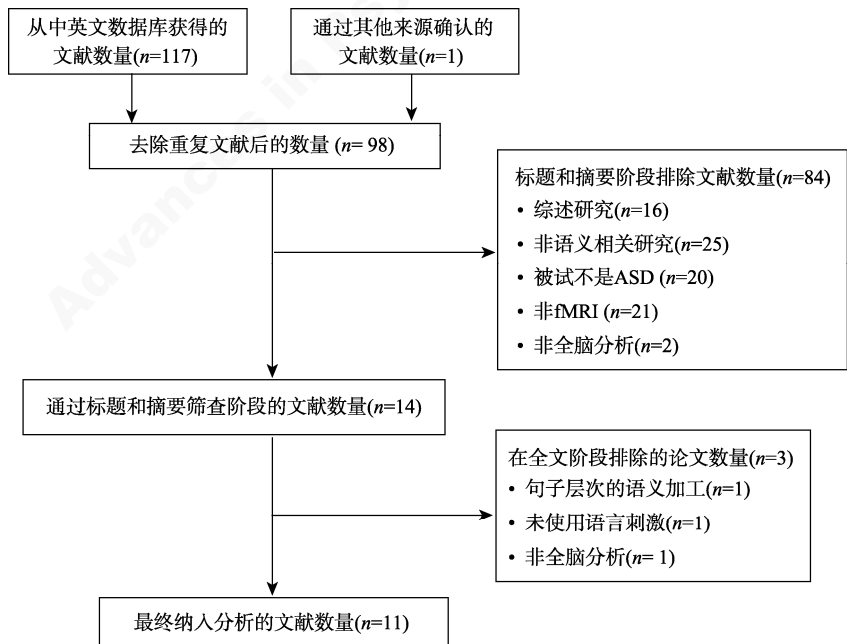 从中英文数据库获得的
文献数量(n=117)
通过其他来源确认的
文献数量(n=1)
去除重复文献后的数量 (n= 98)
标题和摘要阶段排除文献数量(n=84)
• 综述研究(n=16)
• 非语义相关研究(n=25)
• 被试不是ASD (n=20)
• 非fMRI (n=21)
• 非全脑分析(n=2)
通过标题和摘要筛查阶段的文献数量(n=14)
在全文阶段排除的论文数量(n=3)
• 句子层次的语义加工(n=1)
• 未使用语言刺激(n=1)
• 非全脑分析(n= 1)
最终纳入分析的文献数量(n=11)
Advances in